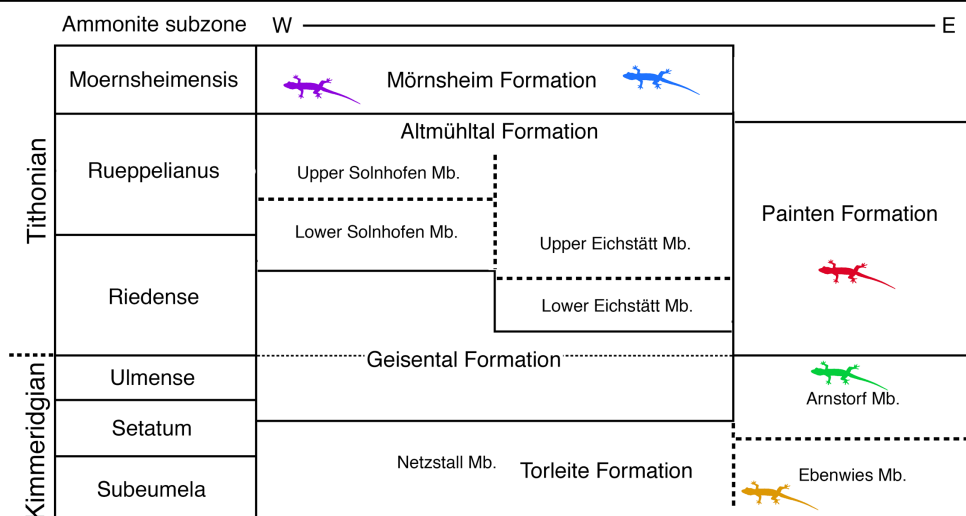 Ammonite subzone W E
Moernsheimensis
Mörnsheim Formation
Altmühltal Formation
Tithonian
Rueppelianus
Upper Solnhofen Mb.
Lower Solnhofen Mb.
Upper Eichstätt Mb.
Painten Formation
Riedense
Lower Eichstätt Mb.
Geisental Formation
Kimmeridgian
Ulmense
Arnstorf Mb.
Setatum
Netzstall Mb.
Torleite Formation
Ebenwies Mb.
Subeumela